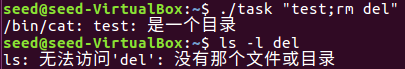 seed@seed-VirtualBox:~$ ./task "test;rm del"
/bin/cat: test: 是一个目录
seed@seed-VirtualBox:~$ ls -l del
ls: 无法访问'del': 没有那个文件或目录